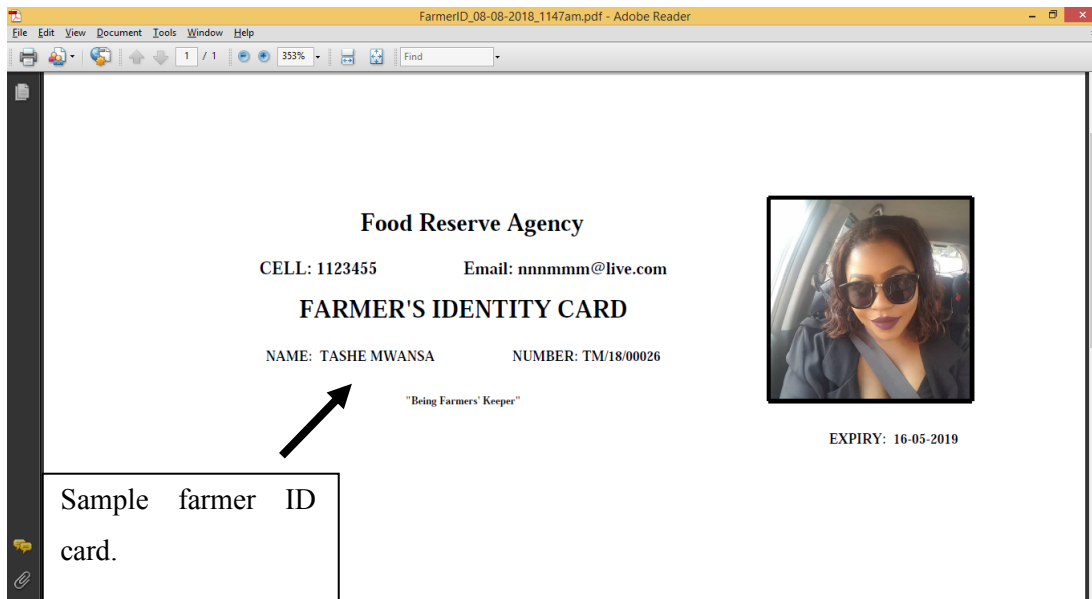 FarmerID_08-08-2018_1147am.pdf - Adobe Reader
File Edit View Document Tools Window Help
1 / 1 353% Find
Food Reserve Agency
CELL: 1123455 Email: nnnmmm@live.com
FARMER'S IDENTITY CARD
NAME: TASHE MWANSA NUMBER: TM/18/00026
"Being Farmers' Keeper"
EXPIRY: 16-05-2019
Sample farmer ID
card.